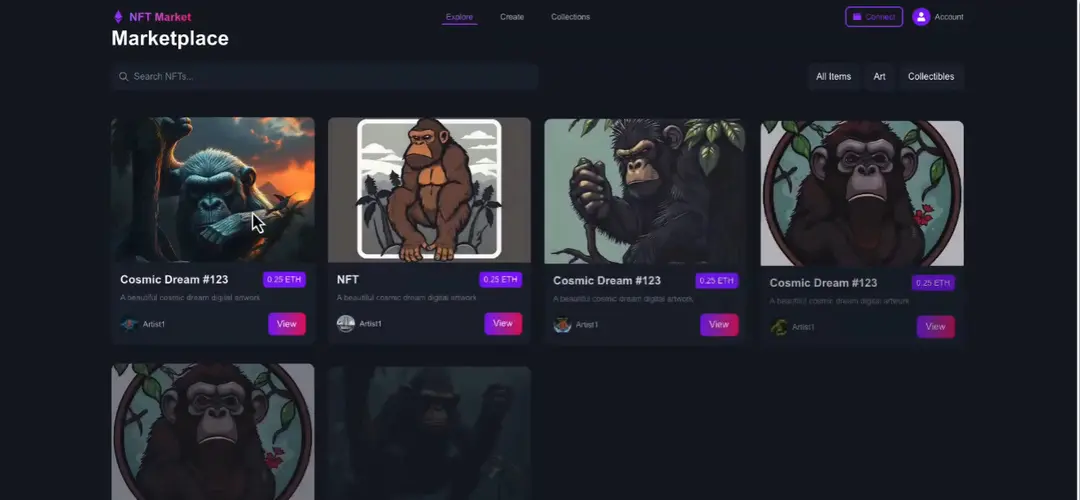 NFT Market
Explore
Create
Collections
Connect
Account
Marketplace
Search NFTs...
All Items
Art
Collectibles
Cosmic Dream #123
0.25 ETH
A beautiful cosmic dream digital artwork
Artist1
View
NFT
0.25 ETH
A beautiful cosmic dream digital artwork
Artist1
View
Cosmic Dream #123
0.25 ETH
A beautiful cosmic dream digital artwork
Artist1
View
Cosmic Dream #123
0.25 ETH
A beautiful cosmic dream digital artwork
Artist1
View